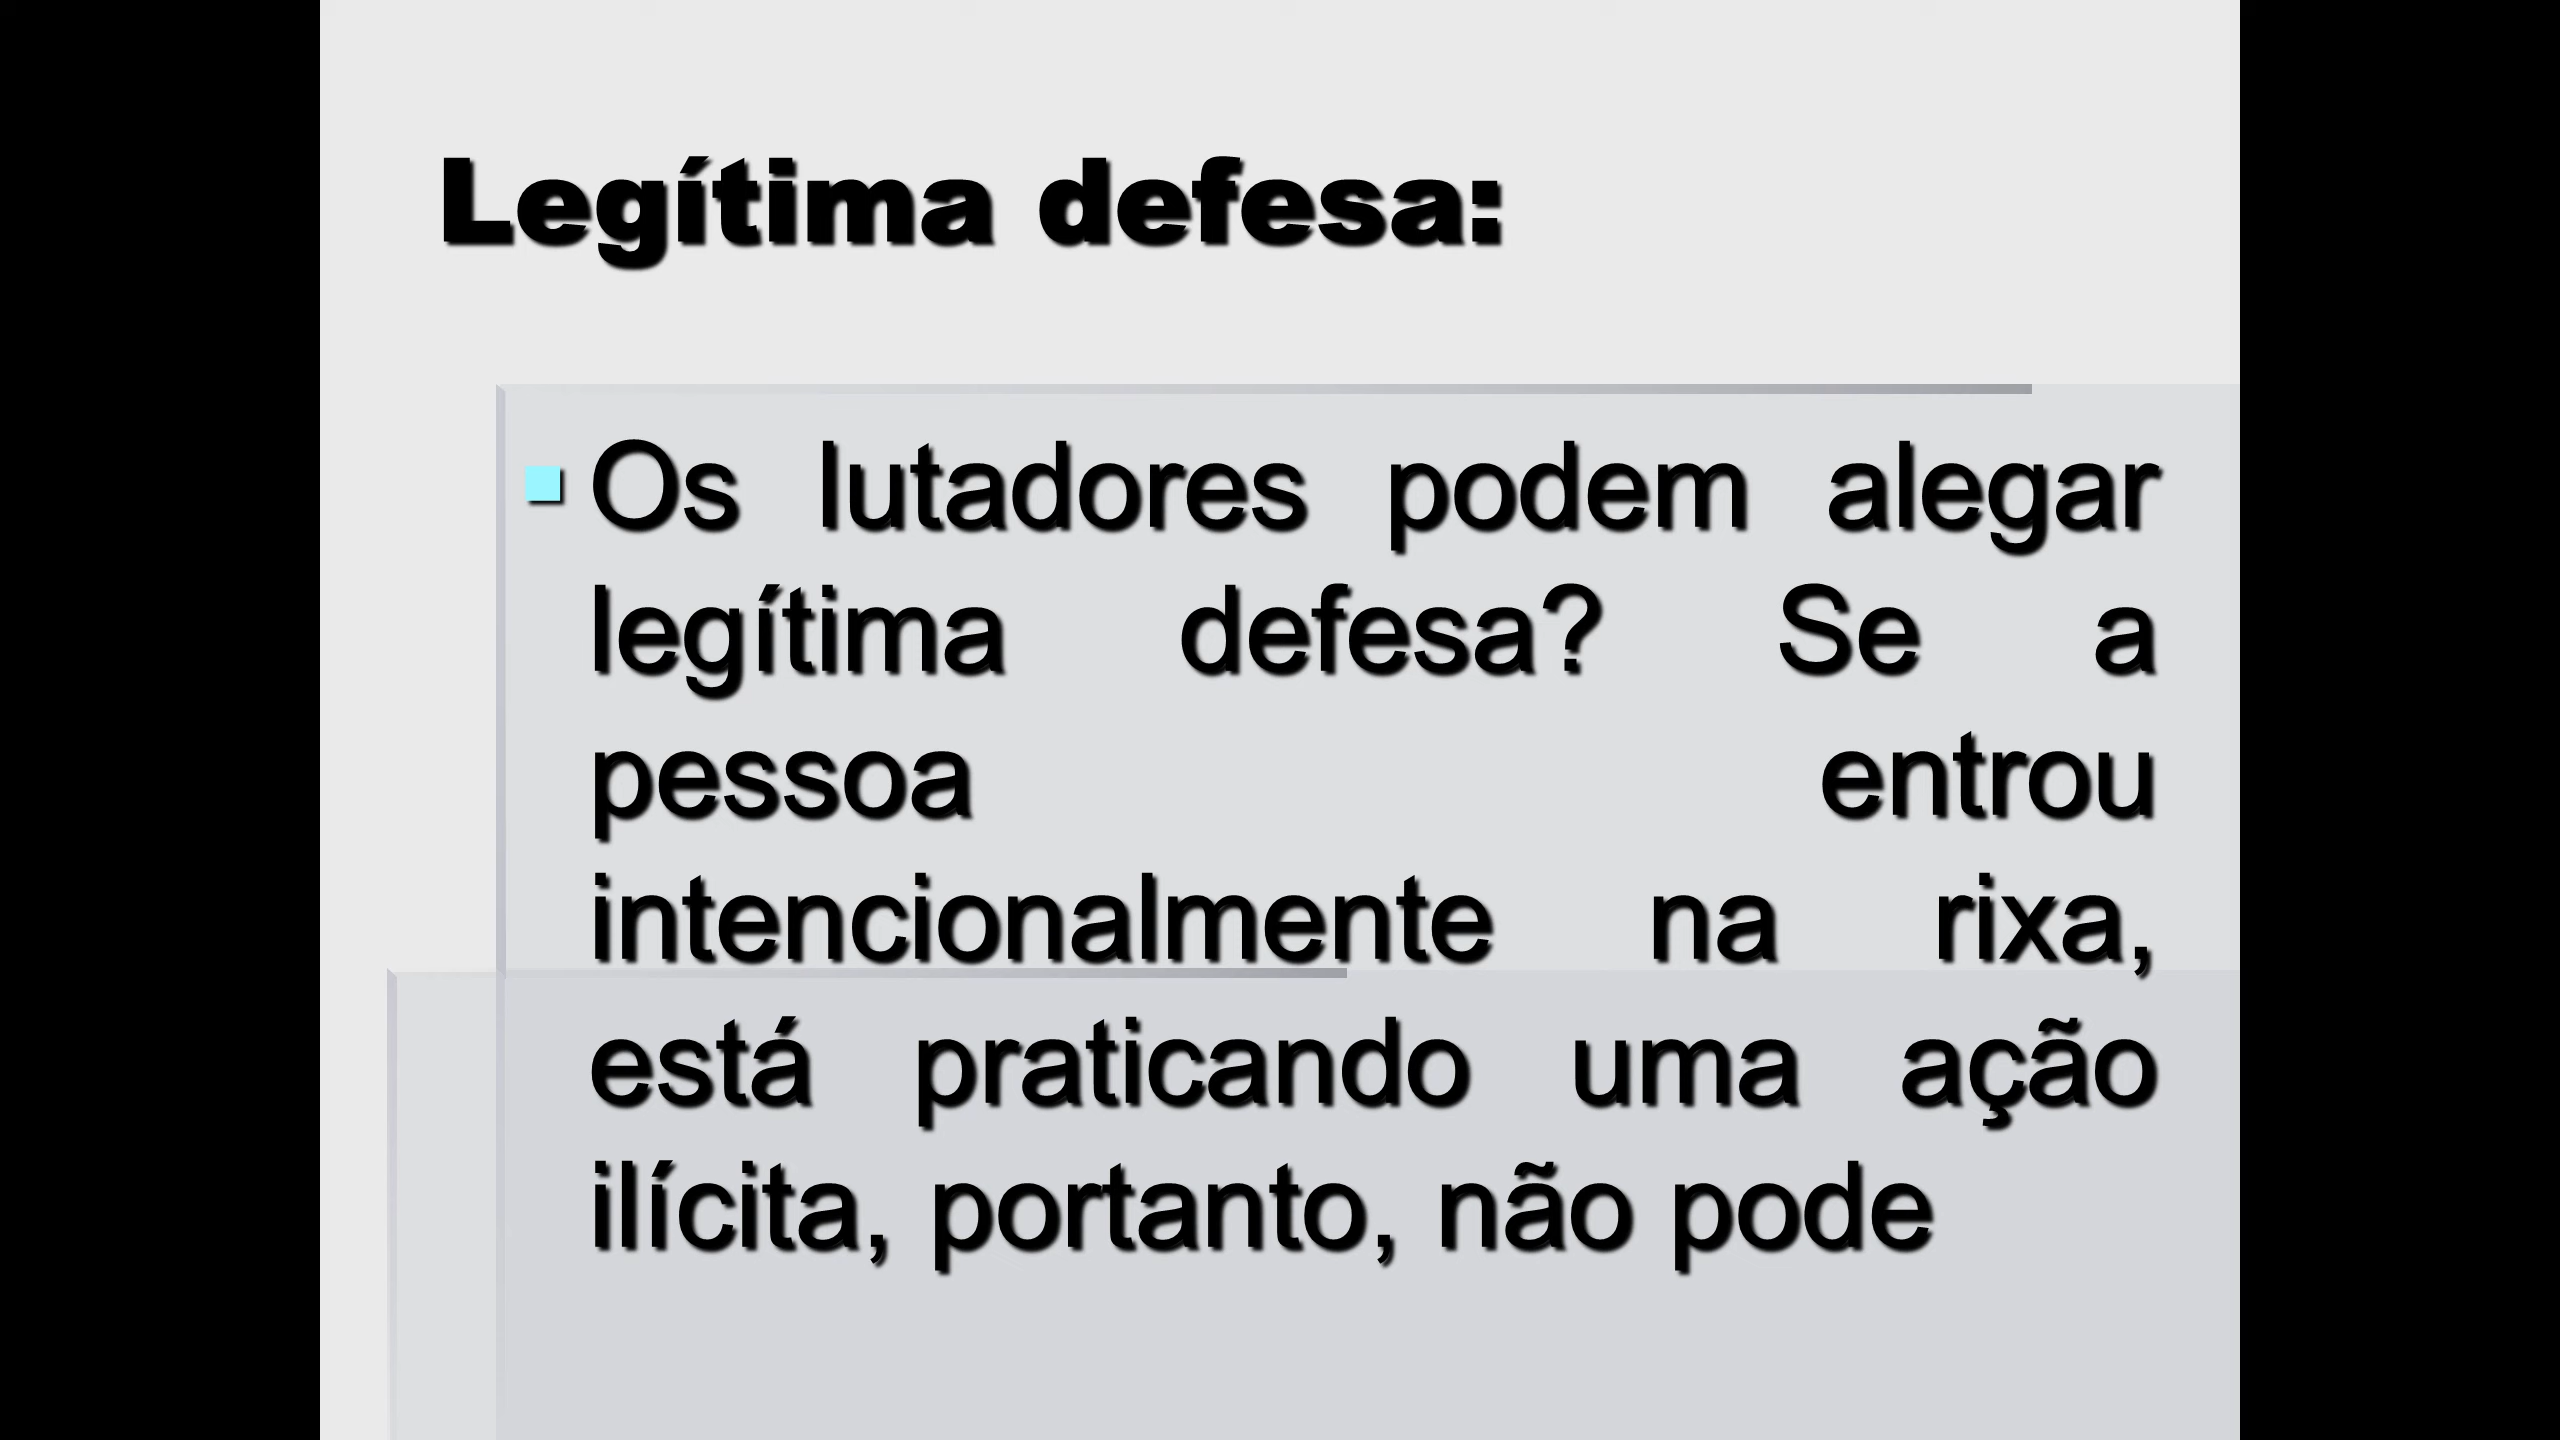 Legítima defesa:
Os lutadores podem alegar
legítima defesa? Se a
pessoa entrou
intencionalmente na rixa,
está praticando uma ação
ilícita, portanto, não pode